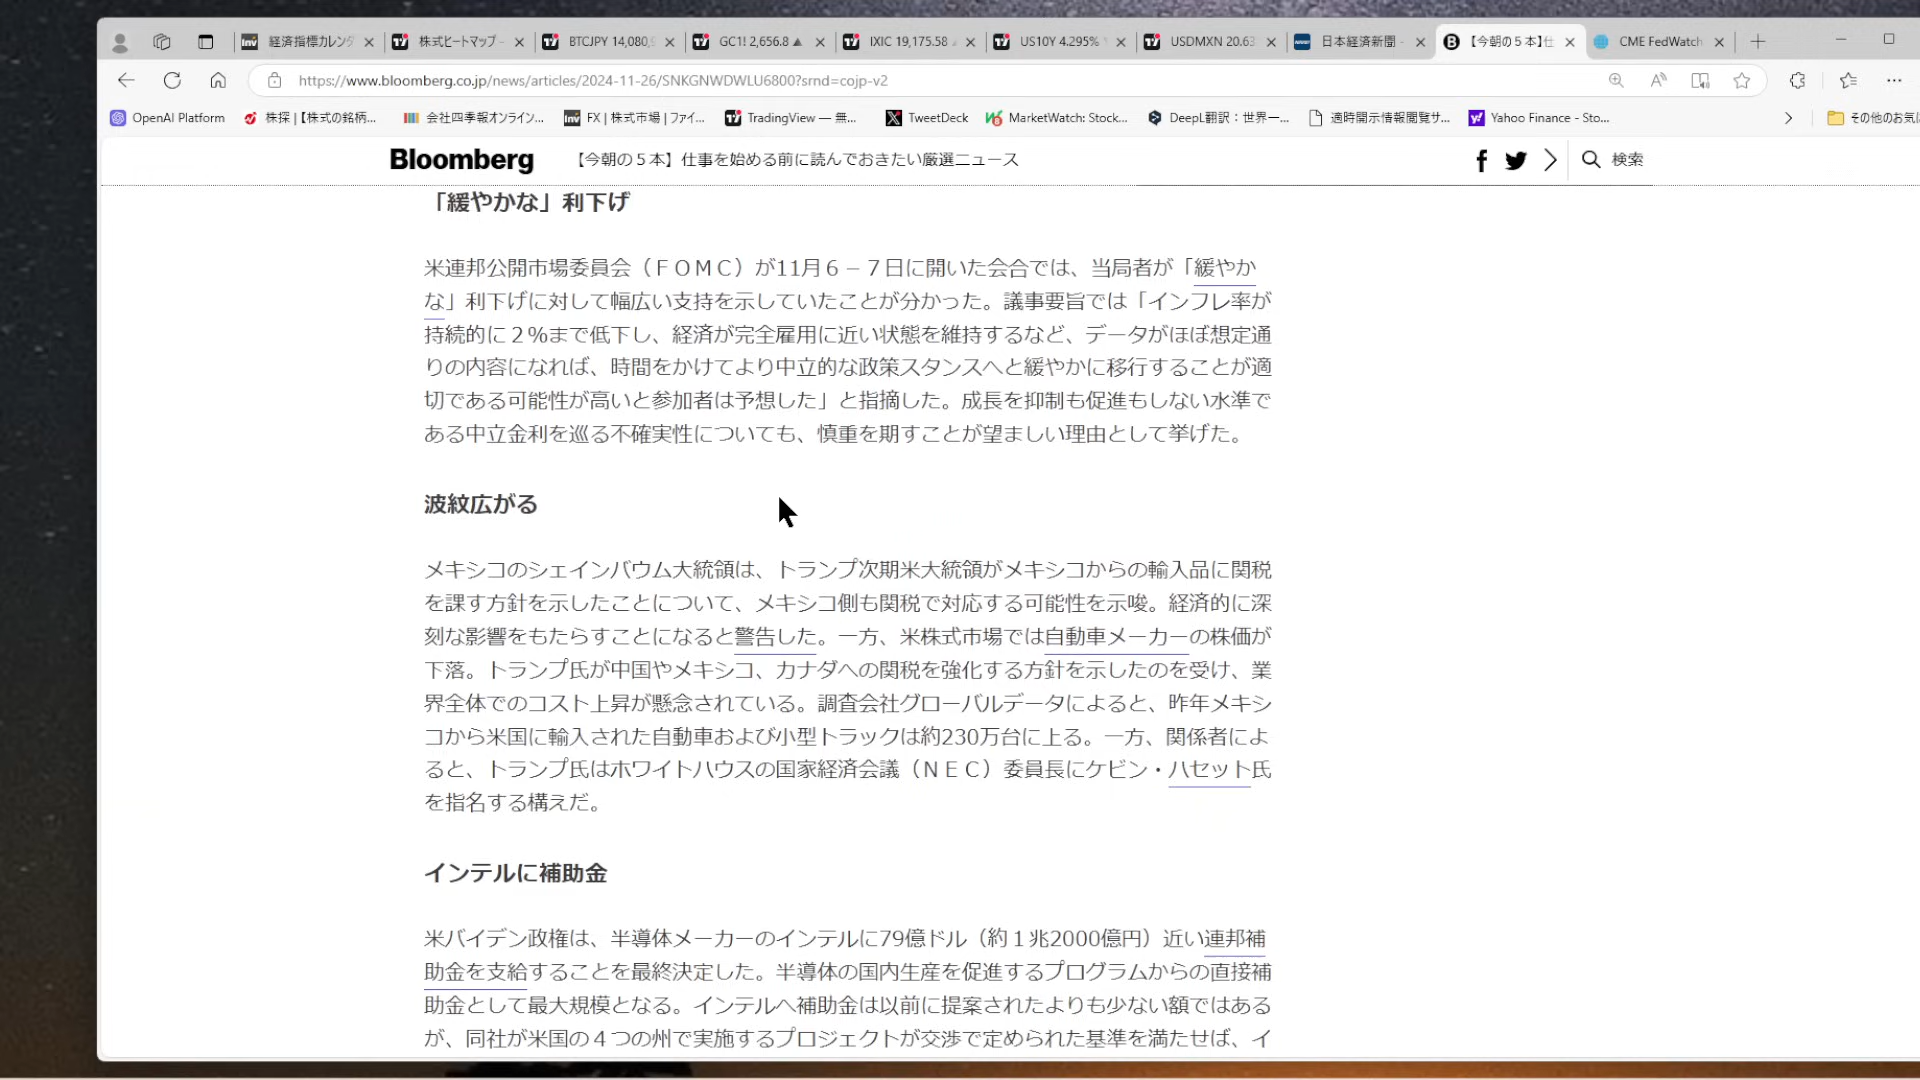 経済指標カレンダ
株式ヒートマップ -
BTCJPY 14,080,
GC1! 2,656.8 ▲
IXIC 19,175.58
US10Y 4.295%
USDMXN 20.63
日本経済新聞 -
【今朝の５本】仕
CME FedWatch
https://www.bloomberg.co.jp/news/articles/2024-11-26/SNKGNWDWLU6800?srnd=cojp-v2
OpenAI Platform
株探 | 【株式の銘柄...
会社四季報オンライン...
FX | 株式市場 | ファイ...
TradingView — 無...
TweetDeck
MarketWatch: Stock...
DeepL翻訳：世界一...
適時開示情報閲覧サ...
Yahoo Finance - Sto...
その他のお気に
Bloomberg
【今朝の５本】仕事を始める前に読んでおきたい厳選ニュース
検索
「緩やかな」利下げ
米連邦公開市場委員会（ＦＯＭＣ）が11月６－７日に開いた会合では、当局者が「緩やか
な」利下げに対して幅広い支持を示していたことが分かった。議事要旨では「インフレ率が
持続的に２％まで低下し、経済が完全雇用に近い状態を維持するなど、データがほぼ想定通
りの内容になれば、時間をかけてより中立的な政策スタンスへと緩やかに移行することが適
切である可能性が高いと参加者は予想した」と指摘した。成長を抑制も促進もしない水準で
ある中立金利を巡る不確実性についても、慎重を期すことが望ましい理由として挙げた。
波紋広がる
メキシコのシェインバウム大統領は、トランプ次期米大統領がメキシコからの輸入品に関税
を課す方針を示したことについて、メキシコ側も関税で対応する可能性を示唆。経済的に深
刻な影響をもたらすことになると警告した。一方、米株式市場では自動車メーカーの株価が
下落。トランプ氏が中国やメキシコ、カナダへの関税を強化する方針を示したのを受け、業
界全体でのコスト上昇が懸念されている。調査会社グローバルデータによると、昨年メキシ
コから米国に輸入された自動車および小型トラックは約230万台に上る。一方、関係者によ
ると、トランプ氏はホワイトハウスの国家経済会議（ＮＥＣ）委員長にケビン・ハセット氏
を指名する構えだ。
インテルに補助金
米バイデン政権は、半導体メーカーのインテルに79億ドル（約１兆2000億円）近い連邦補
助金を支給することを最終決定した。半導体の国内生産を促進するプログラムからの直接補
助金として最大規模となる。インテルへ補助金は以前に提案されたよりも少ない額ではある
が、同社が米国の４つの州で実施するプロジェクトが交渉で定められた基準を満たせば、イ